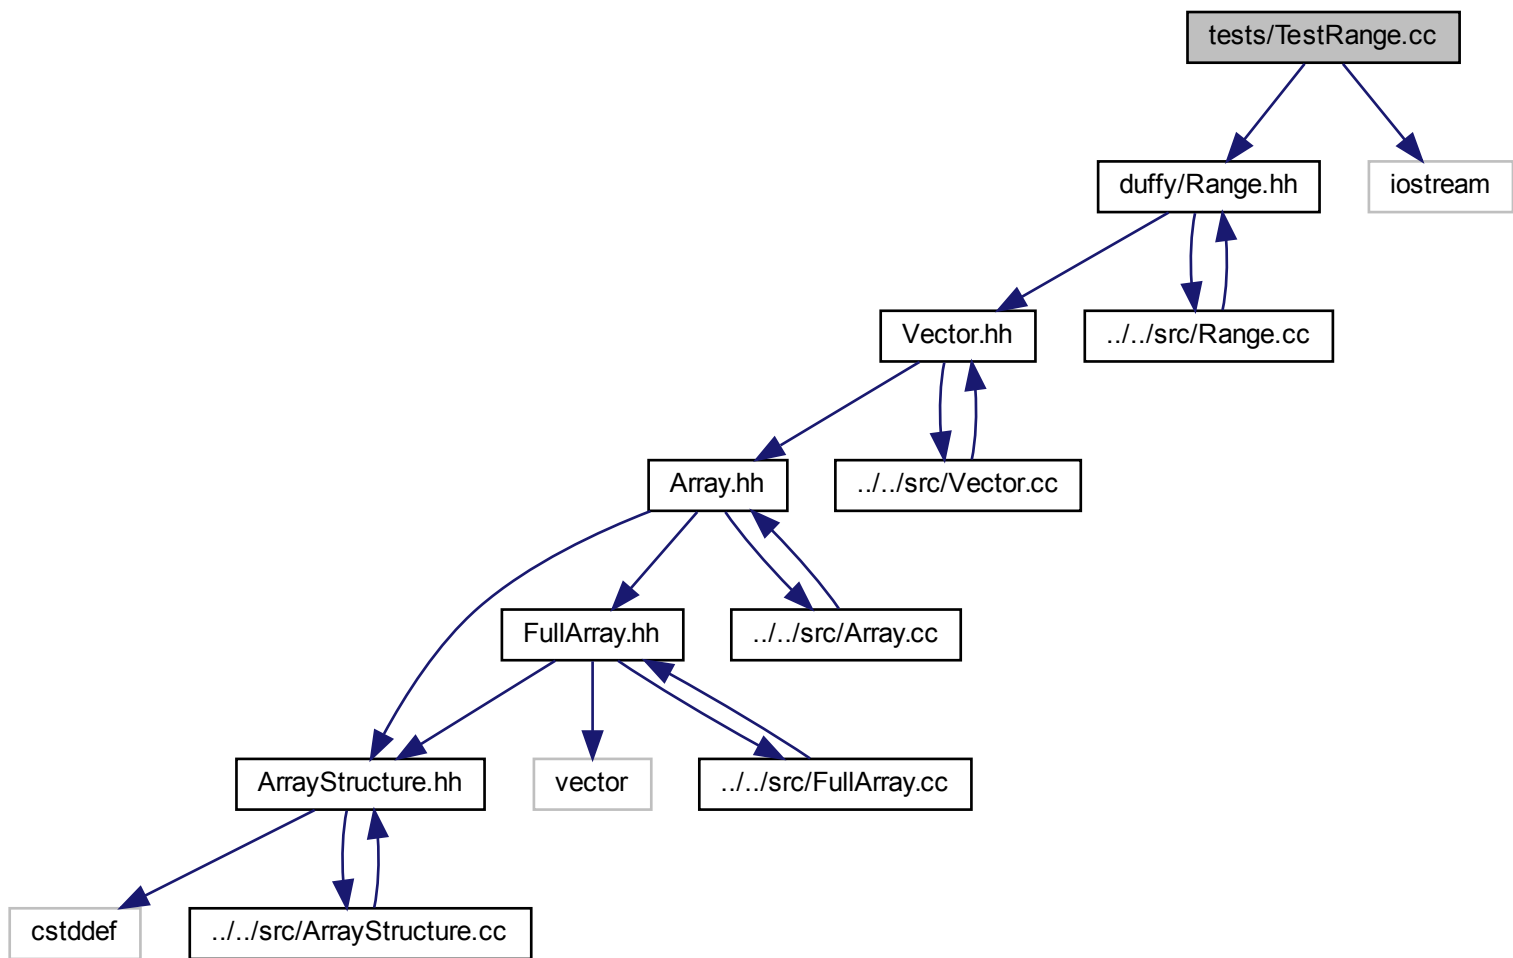 tests/TestRange.cc
duffy/Range.hh
iostream
Vector.hh
../../src/Range.cc
Array.hh
../../src/Vector.cc
FullArray.hh
../../src/Array.cc
ArrayStructure.hh
vector
../../src/FullArray.cc
cstddef
../../src/ArrayStructure.cc